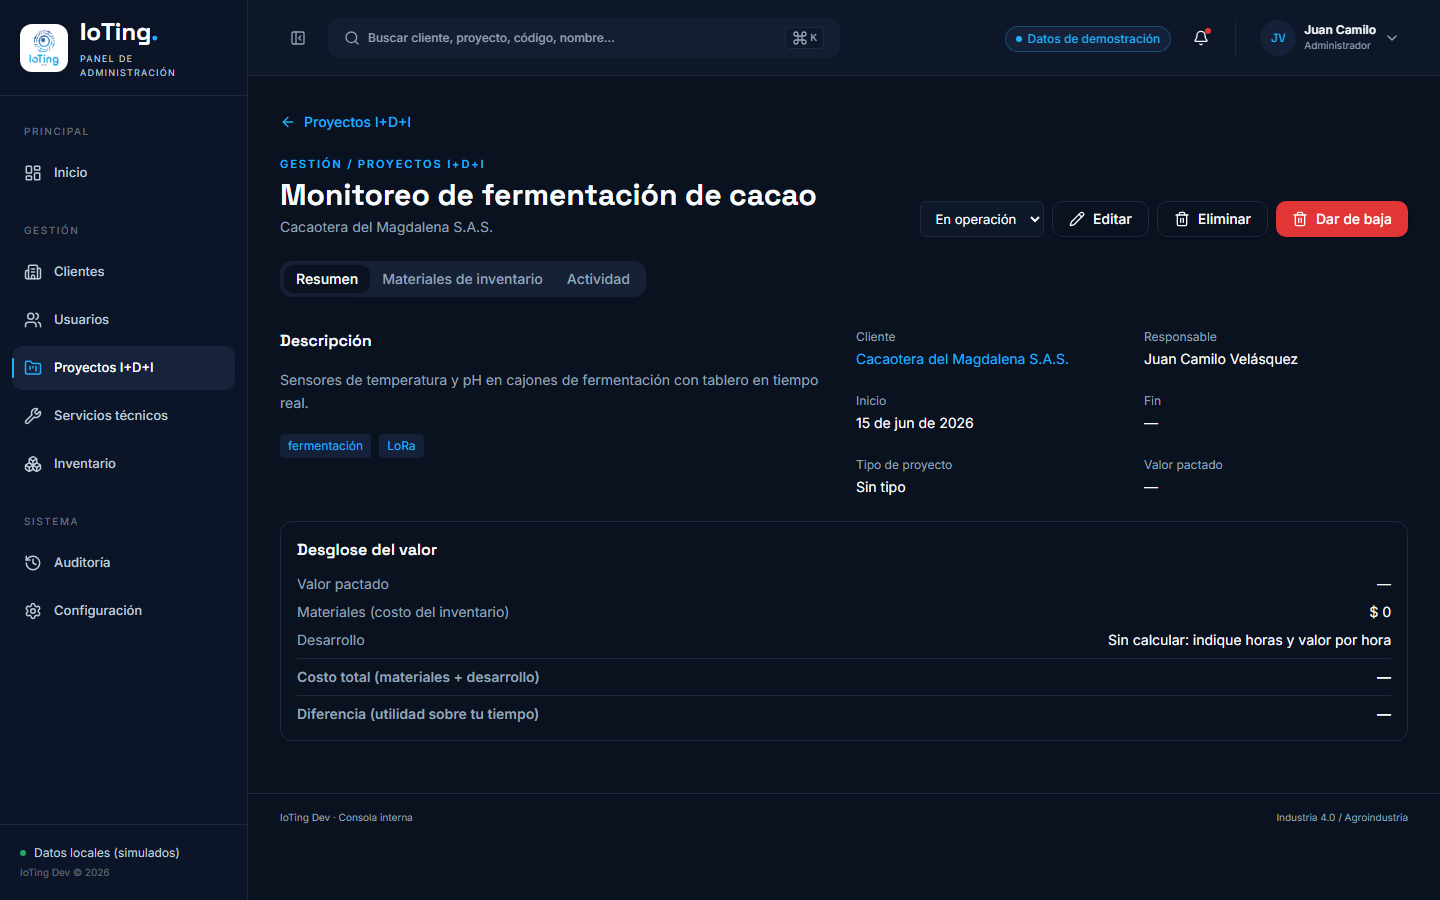 IoTing.
IoTing
PANEL DE
ADMINISTRACIÓN
PRINCIPAL
Inicio
GESTIÓN
Clientes
Usuarios
Proyectos I+D+I
Servicios técnicos
Inventario
SISTEMA
Auditoría
Configuración
Datos locales (simulados)
IoTing Dev © 2026
Buscar cliente, proyecto, código, nombre...
⌘ K
Datos de demostración
JV
Juan Camilo
Administrador
← Proyectos I+D+I
GESTIÓN / PROYECTOS I+D+I
Monitoreo de fermentación de cacao
Cacaotera del Magdalena S.A.S.
En operación
Editar
Eliminar
Dar de baja
Resumen
Materiales de inventario
Actividad
Descripción
Sensores de temperatura y pH en cajones de fermentación con tablero en tiempo
real.
fermentación
LoRa
Cliente
Cacaotera del Magdalena S.A.S.
Responsable
Juan Camilo Velásquez
Inicio
15 de jun de 2026
Fin
—
Tipo de proyecto
Sin tipo
Valor pactado
—
Desglose del valor
Valor pactado —
Materiales (costo del inventario) $ 0
Desarrollo Sin calcular: indique horas y valor por hora
Costo total (materiales + desarrollo) —
Diferencia (utilidad sobre tu tiempo) —
IoTing Dev · Consola interna
Industria 4.0 / Agroindustria